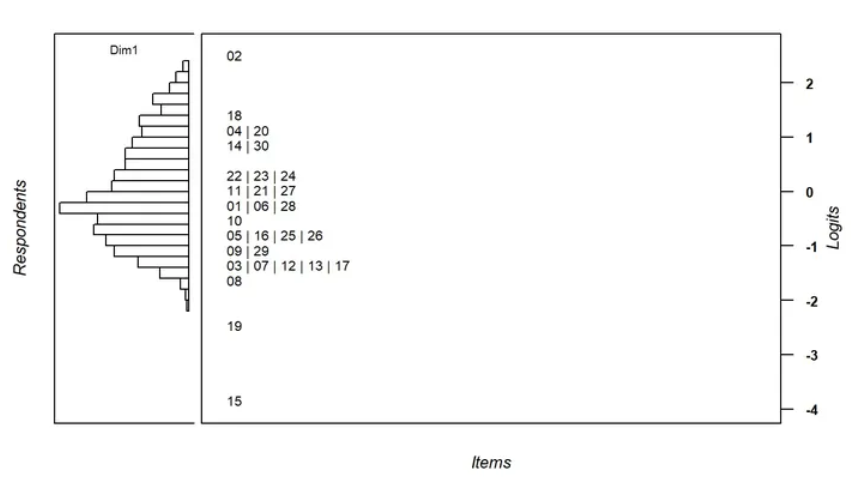 Dim1
02
18
04 | 20
14 | 30
22 | 23 | 24
11 | 21 | 27
01 | 06 | 28
10
05 | 16 | 25 | 26
09 | 29
03 | 07 | 12 | 13 | 17
08
19
15
2
1
0
-1
-2
-3
-4
Respondents
Logits
Items